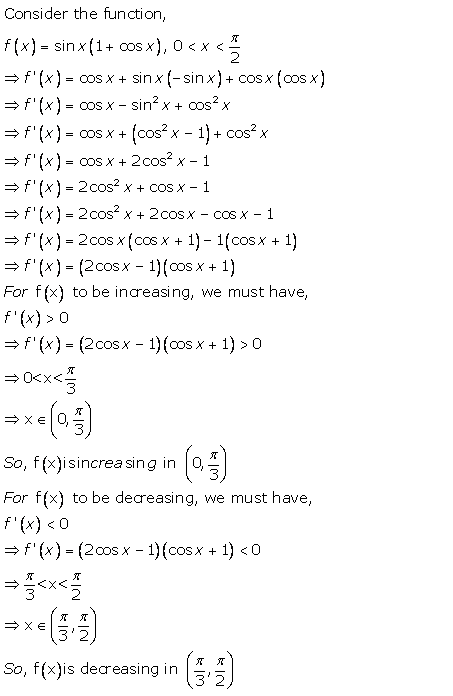 Consider the function,
f(x) = sin x(1 + cos x), 0 < x < π/2
⇒ f'(x) = cos x + sin x(−sin x) + cos x(cos x)
⇒ f'(x) = cos x − sin² x + cos² x
⇒ f'(x) = cos x + (cos² x − 1) + cos² x
⇒ f'(x) = cos x + 2cos² x − 1
⇒ f'(x) = 2cos² x + cos x − 1
⇒ f'(x) = 2cos² x + 2cos x − cos x − 1
⇒ f'(x) = 2cos x(cos x + 1) − 1(cos x + 1)
⇒ f'(x) = (2cos x − 1)(cos x + 1)
For f(x) to be increasing, we must have,
f'(x) > 0
⇒ f'(x) = (2cos x − 1)(cos x + 1) > 0
⇒ 0<x<π/3
⇒ x ∈ (0, π/3)
So, f(x)isincreasing in (0, π/3)
For f(x) to be decreasing, we must have,
f'(x) < 0
⇒ f'(x) = (2cos x − 1)(cos x + 1) < 0
⇒ π/3<x<π/2
⇒ x ∈ (π/3, π/2)
So, f(x)is decreasing in (π/3, π/2)